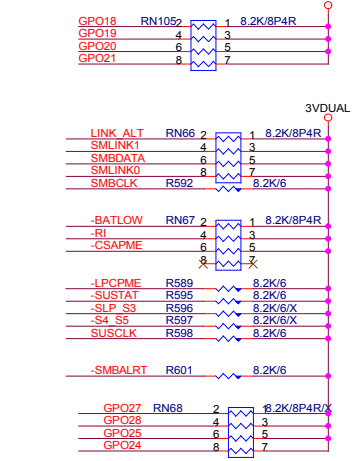 GPO18 RN105 2 1 8.2K/8P4R
GPO19 4 3
GPO20 6 5
GPO21 8 7
3VDUAL
LINK_ALT RN66 2 1 8.2K/8P4R
SMLINK1 4 3
SMBDATA 6 5
SMLINK0 8 7
SMBCLK R592 8.2K/6
-BATLOW RN67 2 1 8.2K/8P4R
-RI 4 3
-CSAPME 6 5
8 7
-LPCPME R589 8.2K/6
-SUSTAT R595 8.2K/6
-SLP_S3 R596 8.2K/6/X
-S4_S5 R597 8.2K/6/X
SUSCLK R598 8.2K/6
-SMBALRT R601 8.2K/6
GPO27 RN68 2 1 8.2K/8P4R/X
GPO28 4 3
GPO25 6 5
GPO24 8 7